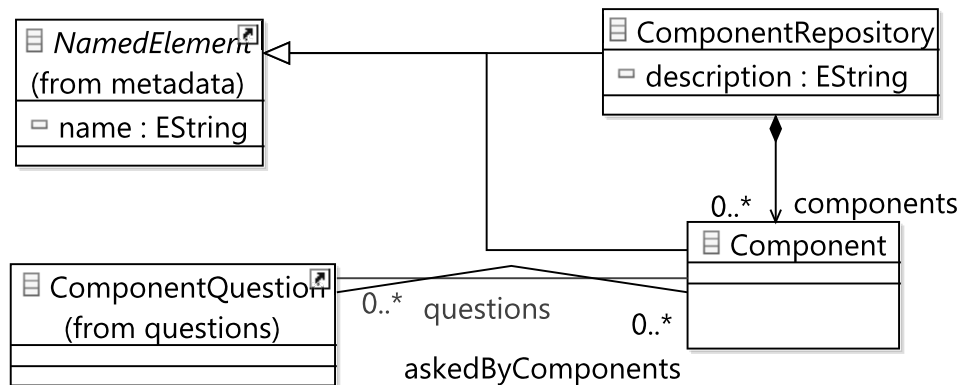 NamedElement
(from metadata)
name : EString
ComponentRepository
description : EString
0..*
components
Component
ComponentQuestion
(from questions)
0..*
questions
0..*
askedByComponents